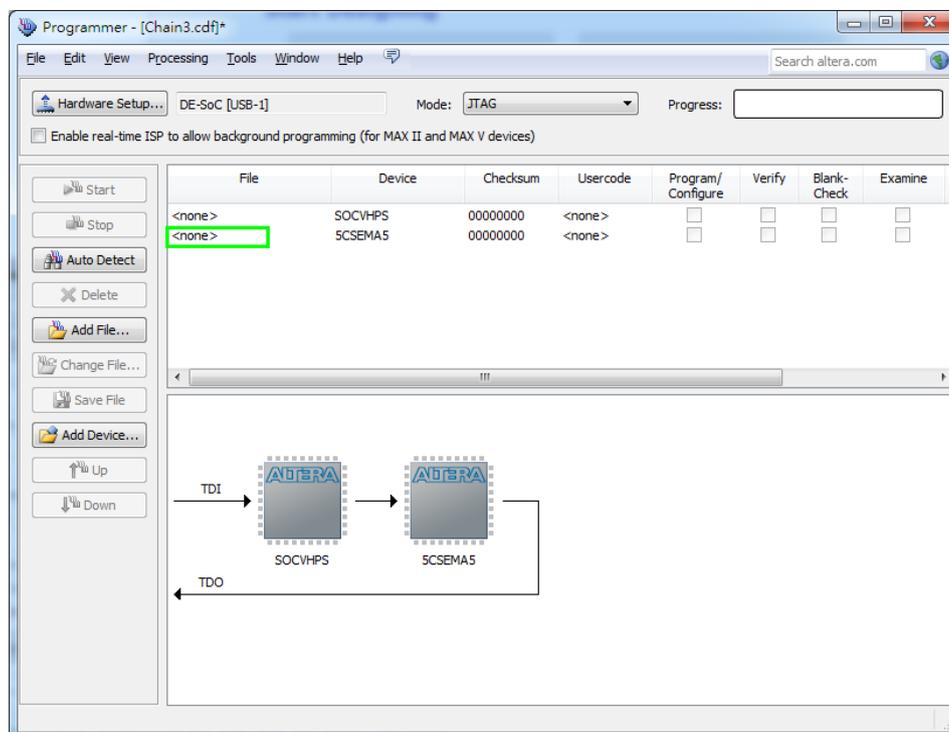 Programmer - [Chain3.cdf]*
File Edit View Processing Tools Window Help
Search altera.com
Hardware Setup... DE-SoC [USB-1] Mode: JTAG Progress:
Enable real-time ISP to allow background programming (for MAX II and MAX V devices)
Start
Stop
Auto Detect
Delete
Add File...
Change File...
Save File
Add Device...
Up
Down
File Device Checksum Usercode Program/ Configure Verify Blank- Check Examine
<none> SOCVHPS 00000000 <none>
<none> 5CSEMA5 00000000 <none>
TDI
ALTERA
ALTERA
SOCVHPS
5CSEMA5
TDO